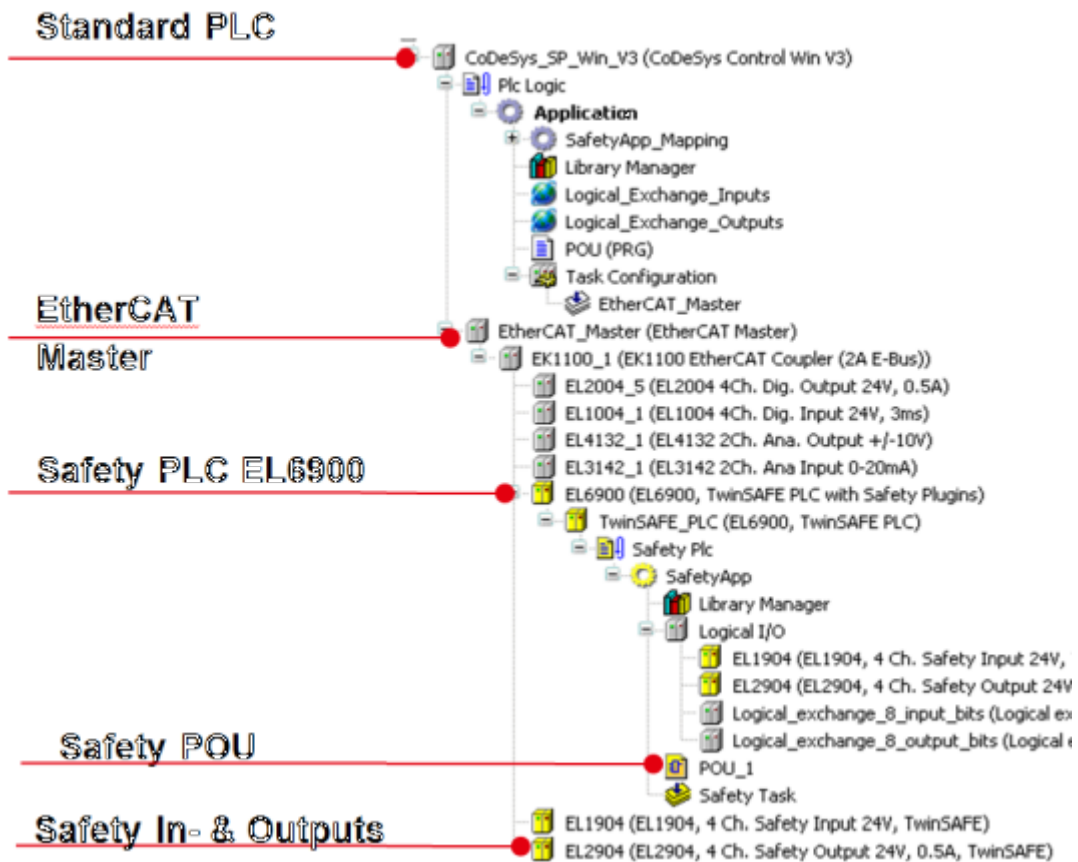 Standard PLC
CoDeSys_SP_Win_V3 (CoDeSys Control Win V3)
Plc Logic
Application
SafetyApp_Mapping
Library Manager
Logical_Exchange_Inputs
Logical_Exchange_Outputs
POU (PRG)
Task Configuration
EtherCAT_Master
EtherCAT
Master
EtherCAT_Master (EtherCAT Master)
EK1100_1 (EK1100 EtherCAT Coupler (2A E-Bus))
EL2004_5 (EL2004 4Ch. Dig. Output 24V, 0.5A)
EL1004_1 (EL1004 4Ch. Dig. Input 24V, 3ms)
EL4132_1 (EL4132 2Ch. Ana. Output +/-10V)
EL3142_1 (EL3142 2Ch. Ana Input 0-20mA)
Safety PLC EL6900
EL6900 (EL6900, TwinSAFE PLC with Safety Plugins)
TwinSAFE_PLC (EL6900, TwinSAFE PLC)
Safety Plc
SafetyApp
Library Manager
Logical I/O
EL1904 (EL1904, 4 Ch. Safety Input 24V,
EL2904 (EL2904, 4 Ch. Safety Output 24V
Logical_exchange_8_input_bits (Logical ex
Logical_exchange_8_output_bits (Logical e
Safety POU
POU_1
Safety Task
Safety In- & Outputs
EL1904 (EL1904, 4 Ch. Safety Input 24V, TwinSAFE)
EL2904 (EL2904, 4 Ch. Safety Output 24V, 0.5A, TwinSAFE)